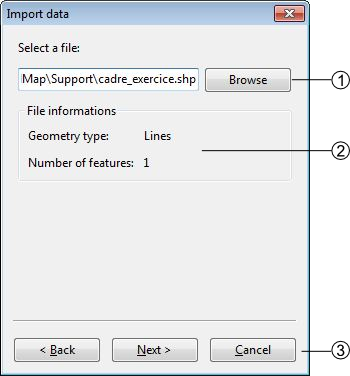 Import data
Select a file:
Map\Support\cadre_exercice.shp Browse ①
File informations
Geometry type: Lines
②
Number of features: 1
< Back Next > Cancel ③